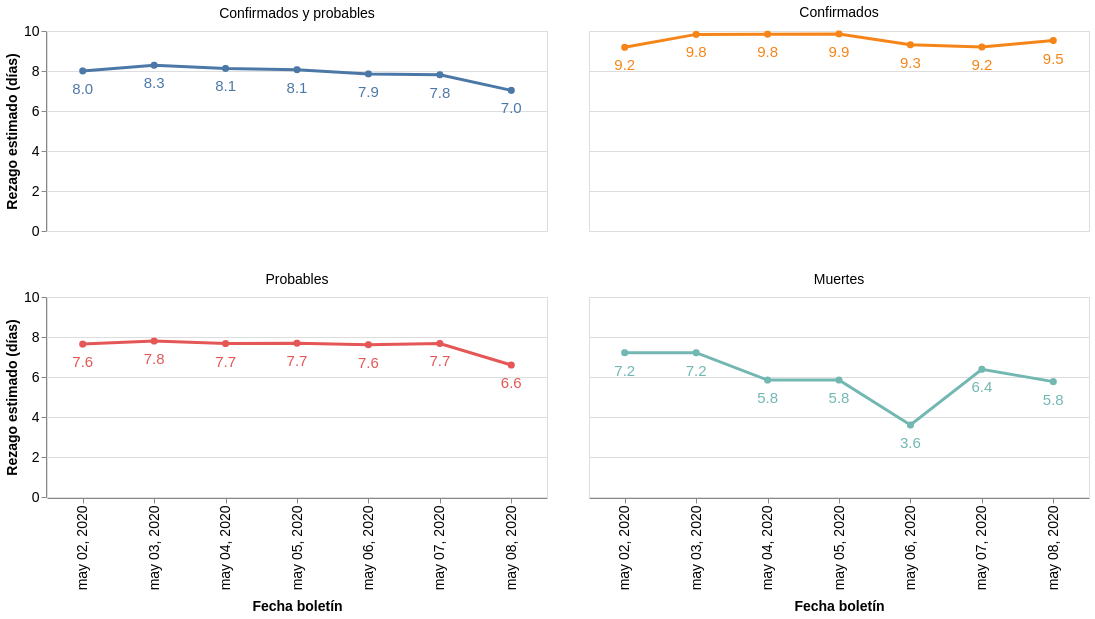 Confirmados y probables
Confirmados
Rezago estimado (días)
10
8
6
4
2
0
8.0 8.3 8.1 8.1 7.9 7.8 7.0
9.2 9.8 9.8 9.9 9.3 9.2 9.5
Probables
Muertes
Rezago estimado (días)
10
8
6
4
2
0
7.6 7.8 7.7 7.7 7.6 7.7 6.6
7.2 7.2 5.8 5.8 3.6 6.4 5.8
may 02, 2020
may 03, 2020
may 04, 2020
may 05, 2020
may 06, 2020
may 07, 2020
may 08, 2020
may 02, 2020
may 03, 2020
may 04, 2020
may 05, 2020
may 06, 2020
may 07, 2020
may 08, 2020
Fecha boletín
Fecha boletín